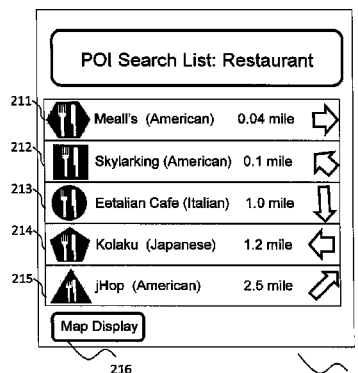 POI Search List: Restaurant
211 Meall's (American) 0.04 mile
212 Skylarking (American) 0.1 mile
213 Eetalian Cafe (Italian) 1.0 mile
214 Kolaku (Japanese) 1.2 mile
215 jHop (American) 2.5 mile
Map Display
216